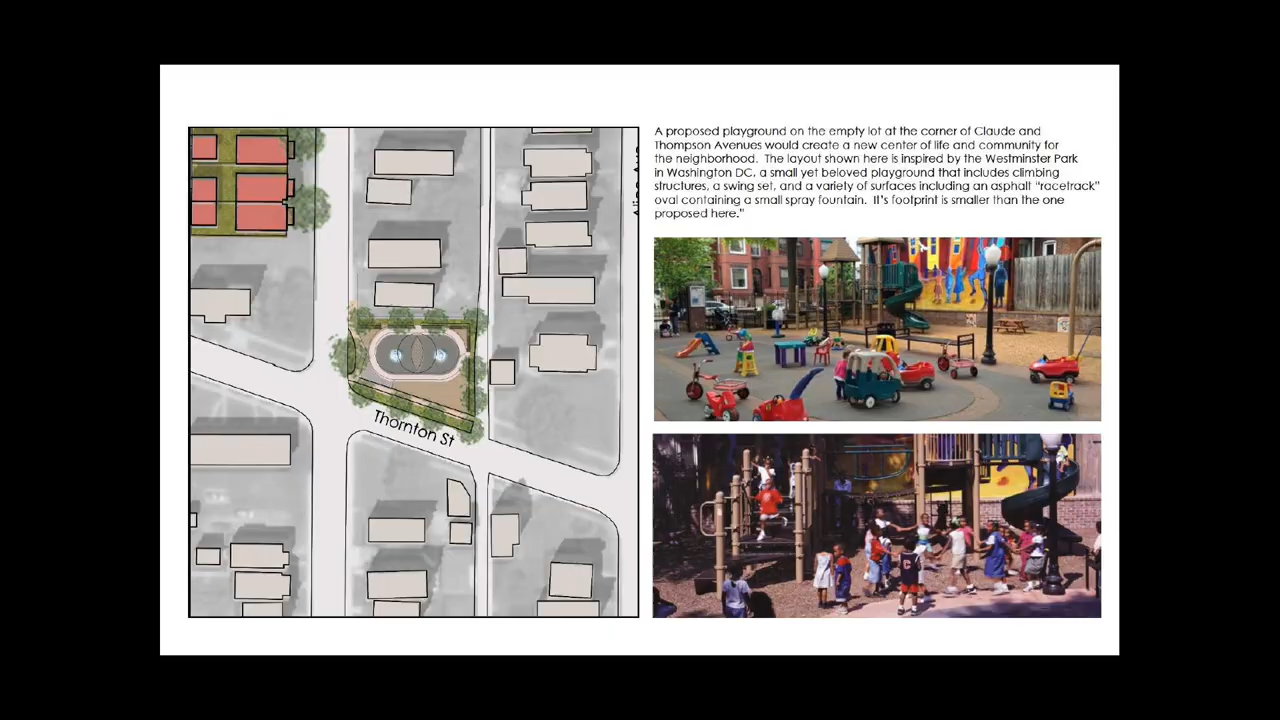 A proposed playground on the empty lot at the corner of Claude and
Thompson Avenues would create a new center of life and community for
the neighborhood. The layout shown here is inspired by the Westminster Park
in Washington DC, a small yet beloved playground that includes climbing
structures, a swing set, and a variety of surfaces including an asphalt "racetrack"
oval containing a small spray fountain. It's footprint is smaller than the one
proposed here."
Thornton St